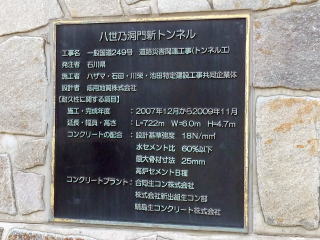 八世乃洞門新トンネル
工事名 一般国道249号 道路災害関連工事(トンネル工)
発注者 石川県
施工者 ハザマ・石田・川栄・池田特定建設工事共同企業体
設計者 応用地質株式会社
【耐久性に関する項目】
施工・完成年度 : 2007年12月から2009年11月
延長・幅員・高さ : L=722m W=6.0m H=4.7m
コンクリートの配合 : 設計基準強度 18N/mm²
水セメント比 60%以下
最大骨材寸法 25mm
高炉セメントB種
コンクリートプラント : 合同生コン株式会社
株式会社新出組生コン部
鵜島生コンクリート株式会社